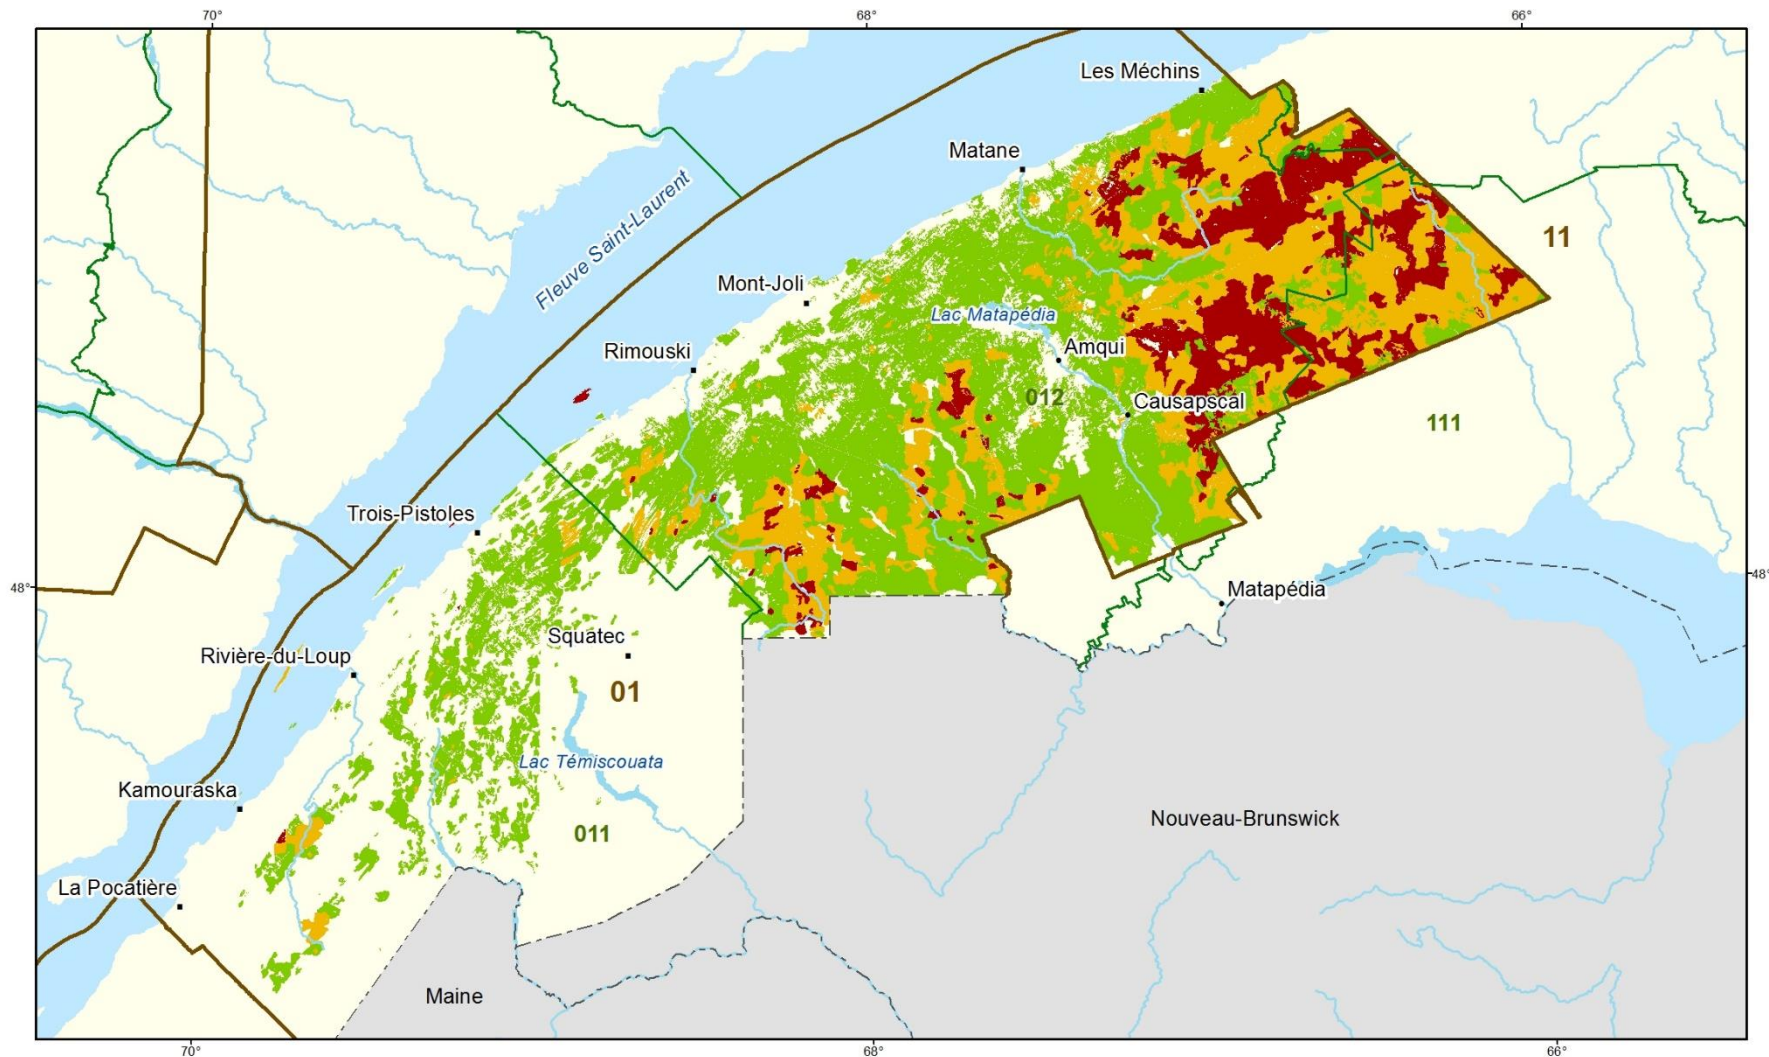 70°
68°
66°
Les Méchins
Matane
11
Fleuve Saint-Laurent
Mont-Joli
Lac Matapédia
Rimouski
Amqui
012
Causapscal
111
Trois-Pistoles
48°
48°
Matapédia
Squatec
Rivière-du-Loup
01
Lac Témiscouata
Kamouraska
011
Nouveau-Brunswick
La Pocatière
Maine
70°
68°
66°